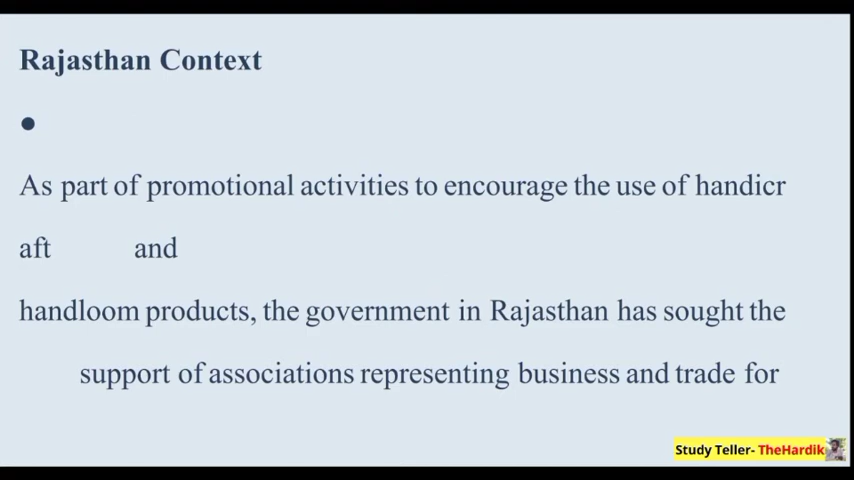 Rajasthan Context
●
As part of promotional activities to encourage the use of handicr
aft and
handloom products, the government in Rajasthan has sought the
support of associations representing business and trade for
Study Teller- TheHardik